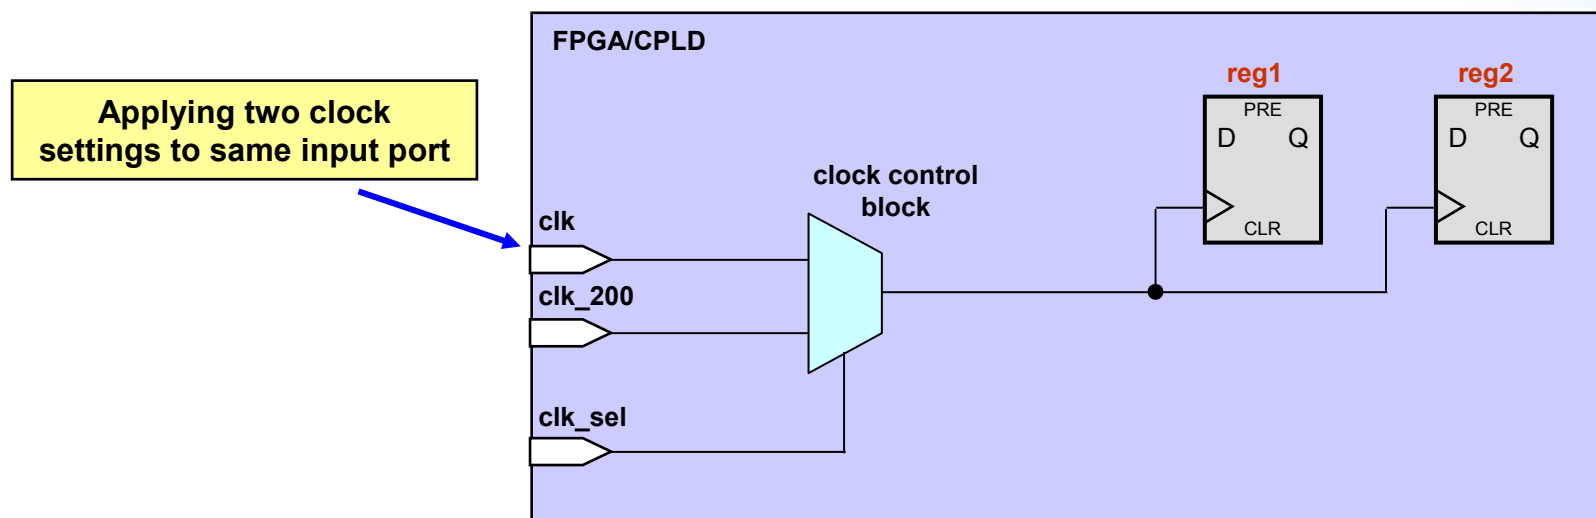 FPGA/CPLD
Applying two clock
settings to same input port
clk
clk_200
clk_sel
clock control
block
reg1
PRE
D Q
CLR
reg2
PRE
D Q
CLR